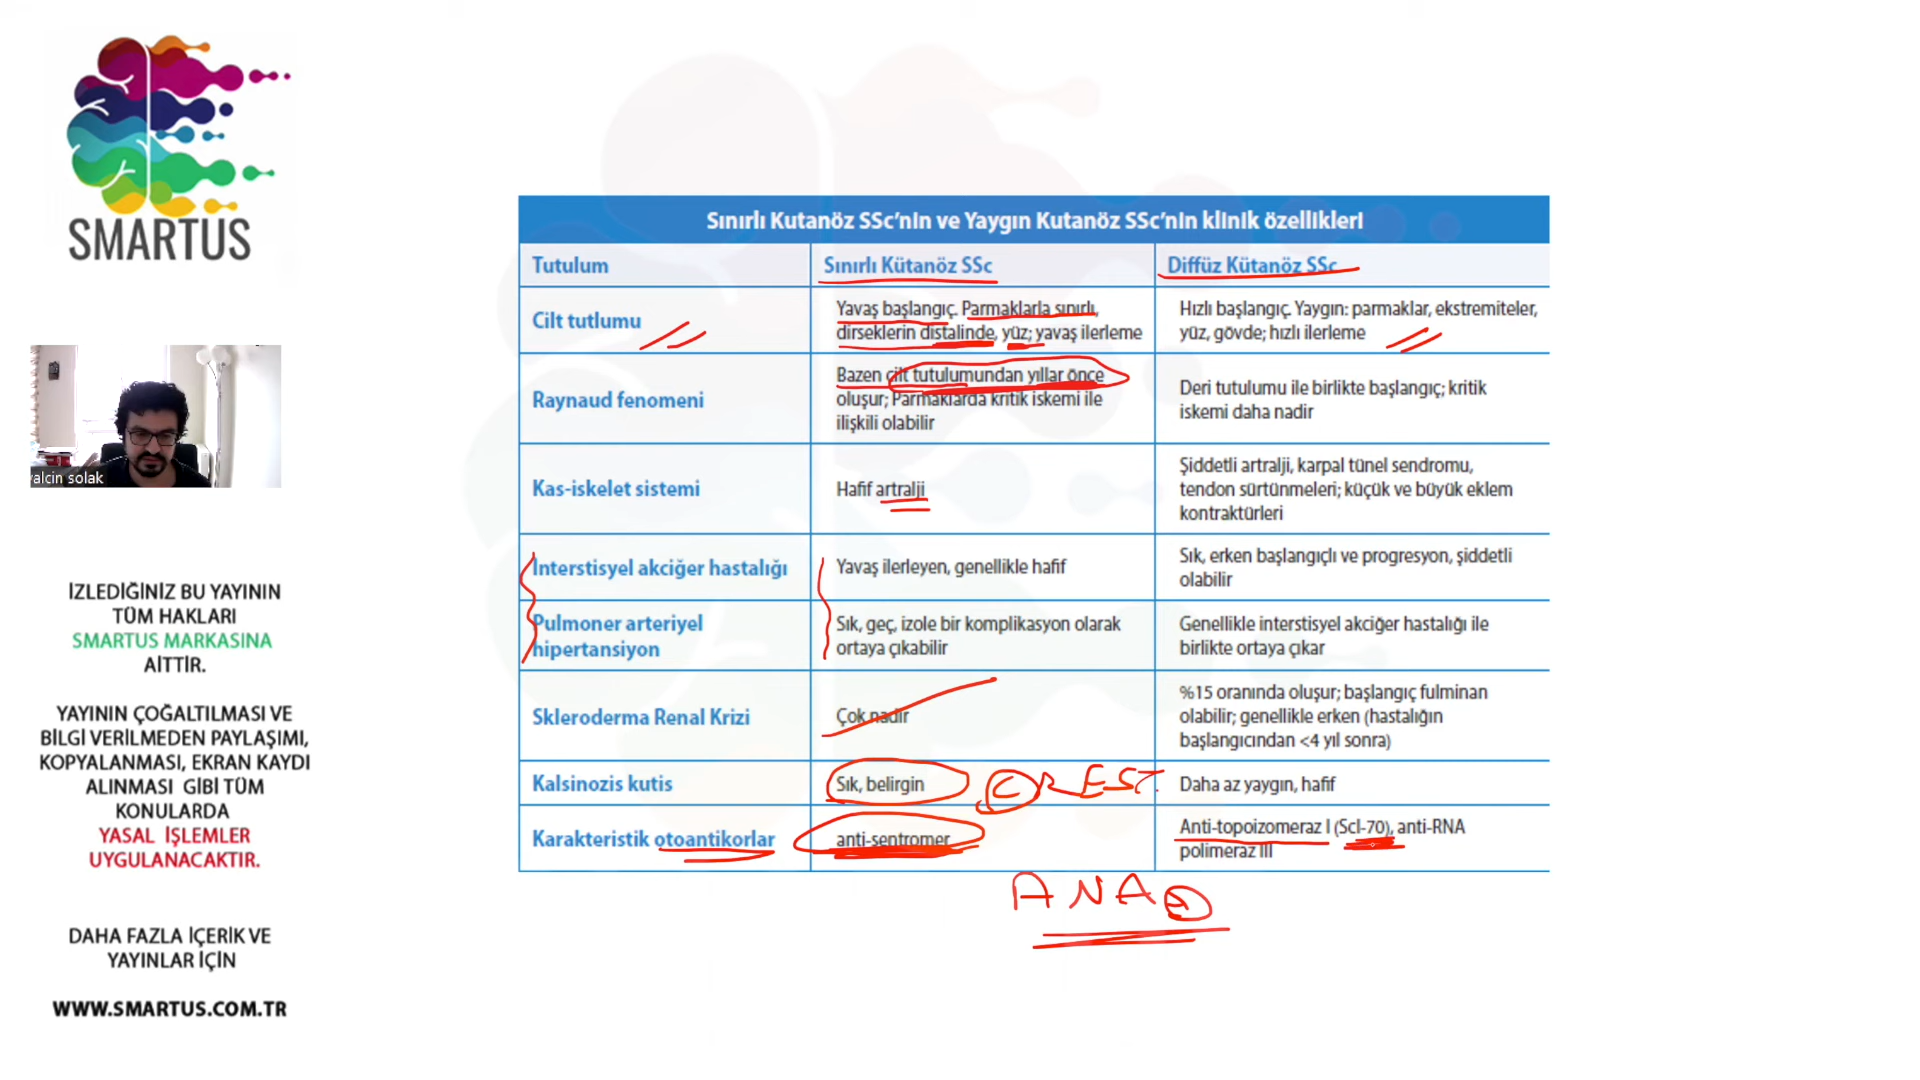 SMARTUS
yalcin solak
İZLEDİĞİNİZ BU YAYININ
TÜM HAKLARI
SMARTUS MARKASINA
AİTTİR.
YAYININ ÇOĞALTILMASI VE
BİLGİ VERİLMEDEN PAYLAŞIMI,
KOPYALANMASI, EKRAN KAYDI
ALINMASI GİBİ TÜM
KONULARDA
YASAL İŞLEMLER
UYGULANACAKTIR.
DAHA FAZLA İÇERİK VE
YAYINLAR İÇİN
WWW.SMARTUS.COM.TR
Sınırlı Kutanöz SSc’nin ve Yaygın Kutanöz SSc’nin klinik özellikleri
Tutulum
Sınırlı Kütanöz SSc
Diffüz Kütanöz SSc
Cilt tutlumu
Yavaş başlangıç. Parmaklarla sınırlı,
dirseklerin distalinde, yüz; yavaş ilerleme
Hızlı başlangıç. Yaygın: parmaklar, ekstremiteler,
yüz, gövde; hızlı ilerleme
Raynaud fenomeni
Bazen cilt tutulumundan yıllar önce
oluşur; Parmaklarda kritik iskemi ile
ilişkili olabilir
Deri tutulumu ile birlikte başlangıç; kritik
iskemi daha nadir
Kas-iskelet sistemi
Hafif artralji
Şiddetli artralji, karpal tünel sendromu,
tendon sürtünmeleri; küçük ve büyük eklem
kontraktürleri
İnterstisyel akciğer hastalığı
Yavaş ilerleyen, genellikle hafif
Sık, erken başlangıçlı ve progresyon, şiddetli
olabilir
Pulmoner arteriyel
hipertansiyon
Sık, geç, izole bir komplikasyon olarak
ortaya çıkabilir
Genellikle interstisyel akciğer hastalığı ile
birlikte ortaya çıkar
Skleroderma Renal Krizi
Çok nadir
%15 oranında oluşur; başlangıç fulminan
olabilir; genellikle erken (hastalığın
başlangıcından <4 yıl sonra)
Kalsinozis kutis
Sık, belirgin
CREST
Daha az yaygın, hafif
Karakteristik otoantikorlar
anti-sentromer
Anti-topoizomeraz I (Scl-70), anti-RNA
polimeraz III
ANA